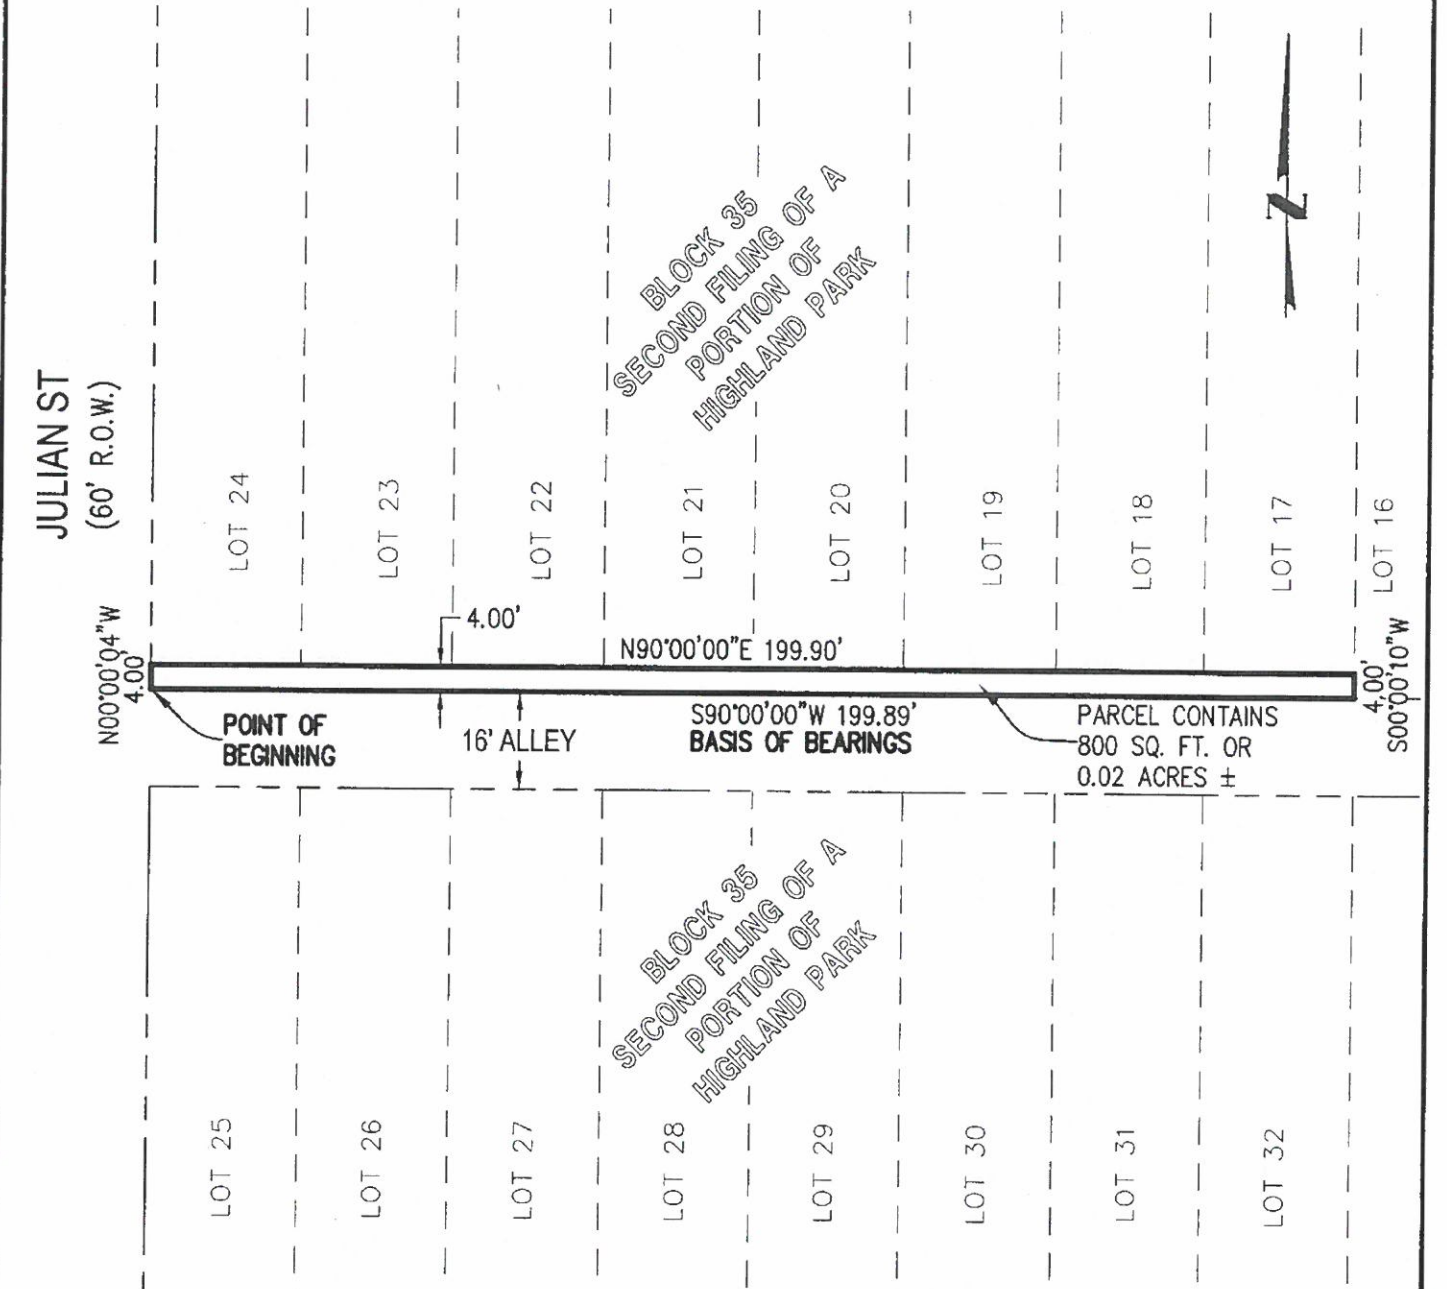 BLOCK 35
SECOND FILING OF A
PORTION OF
HIGHLAND PARK
N
JULIAN ST
(60' R.O.W.)
LOT 24
LOT 23
LOT 22
LOT 21
LOT 20
LOT 19
LOT 18
LOT 17
LOT 16
N00°00'04"W
4.00'
4.00'
N90°00'00"E 199.90'
4.00'
S00°00'10"W
POINT OF
BEGINNING
16' ALLEY
S90°00'00"W 199.89'
BASIS OF BEARINGS
PARCEL CONTAINS
800 SQ. FT. OR
0.02 ACRES ±
BLOCK 35
SECOND FILING OF A
PORTION OF
HIGHLAND PARK
LOT 25
LOT 26
LOT 27
LOT 28
LOT 29
LOT 30
LOT 31
LOT 32